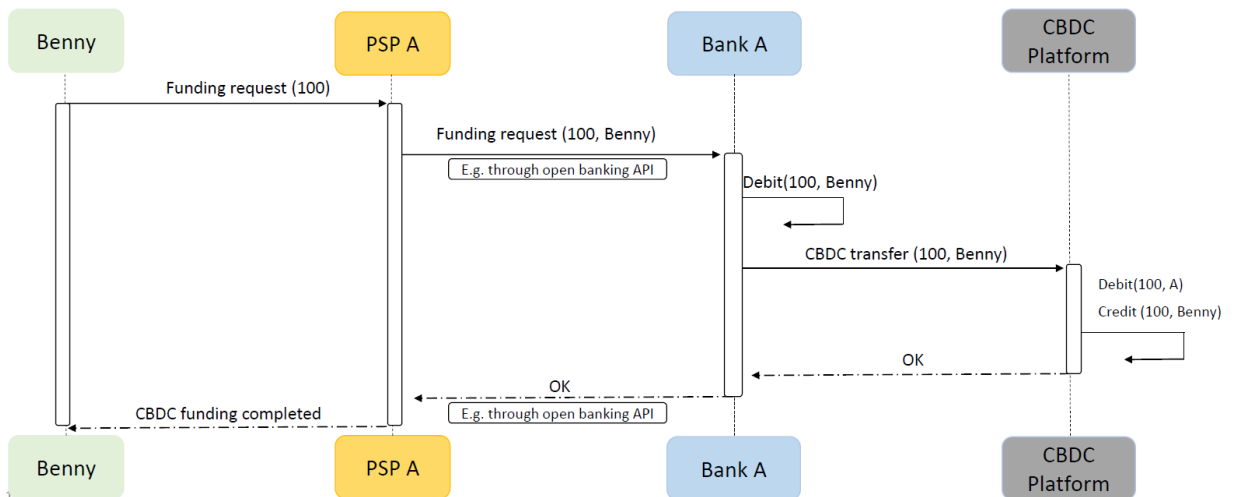 Benny
PSP A
Bank A
CBDC
Platform
Funding request (100)
Funding request (100, Benny)
E.g. through open banking API
Debit(100, Benny)
CBDC transfer (100, Benny)
Debit(100, A)
Credit (100, Benny)
OK
OK
E.g. through open banking API
CBDC funding completed
Benny
PSP A
Bank A
CBDC
Platform